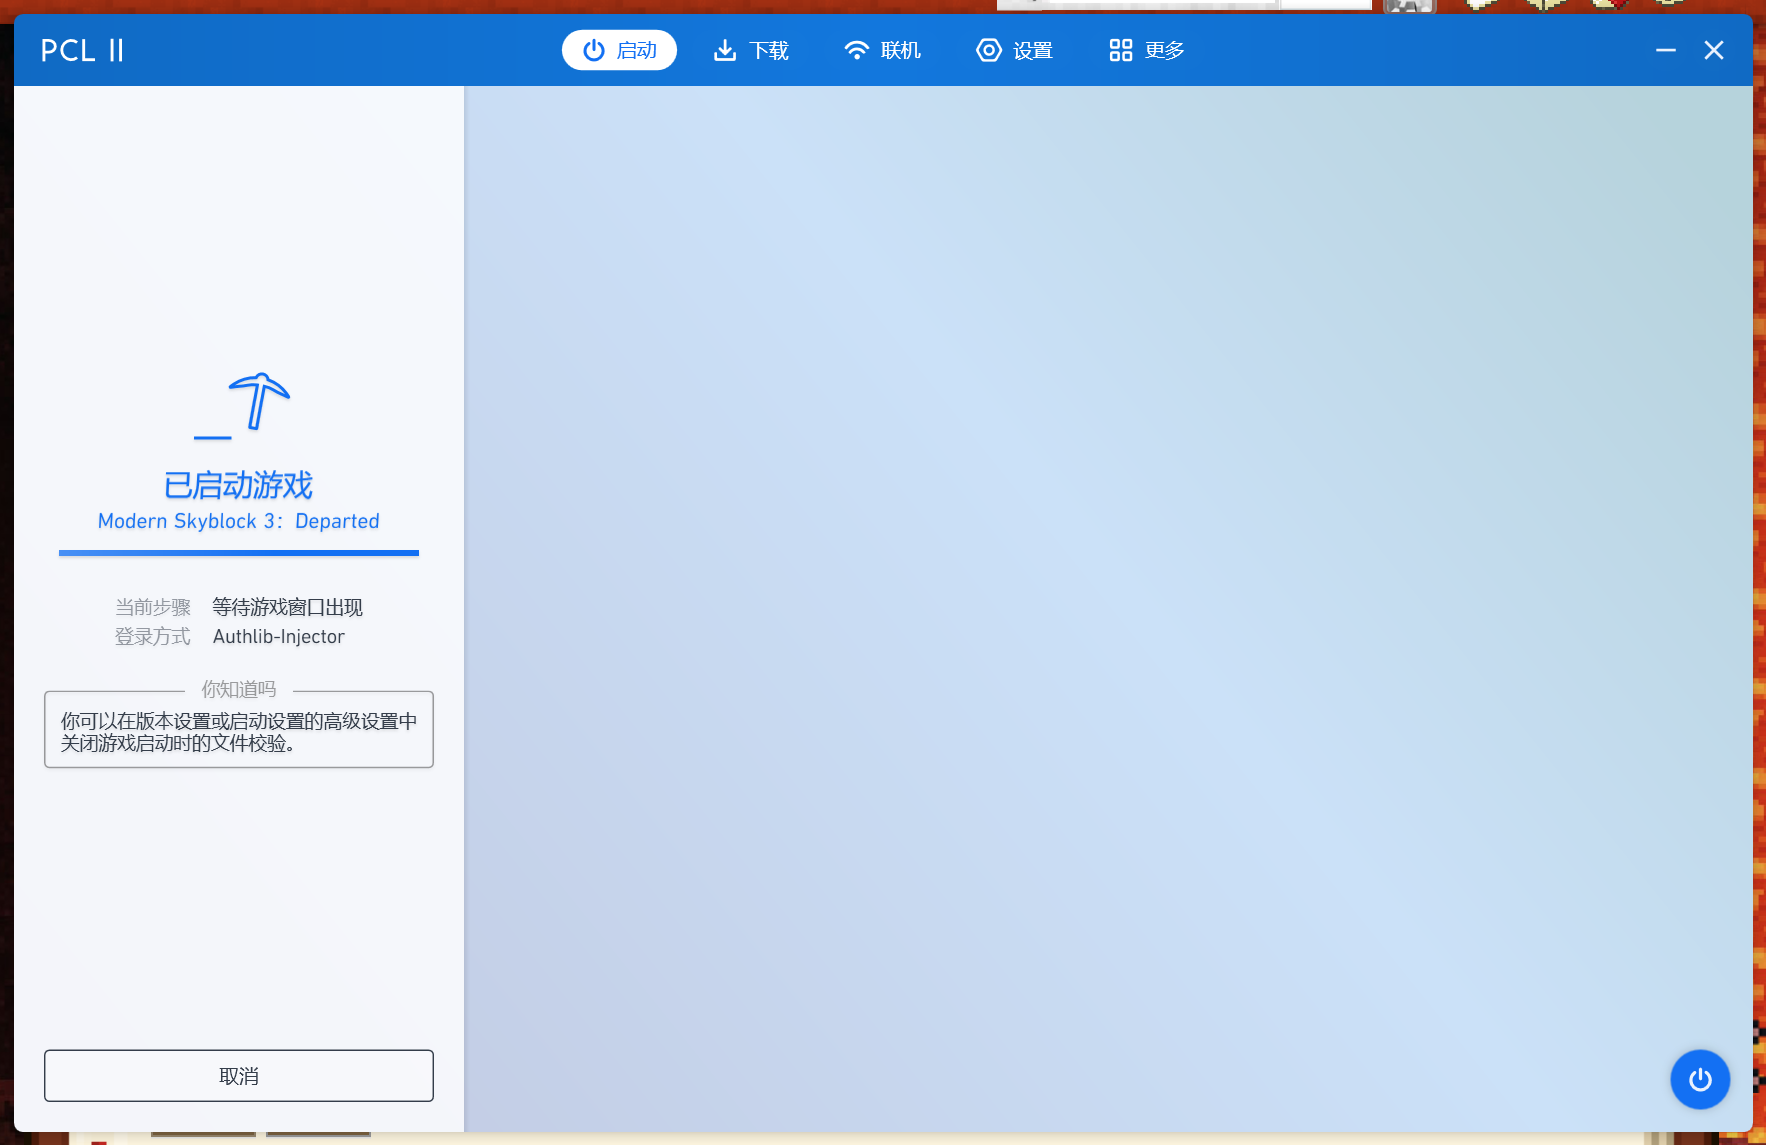 PCL II
启动
下载
联机
设置
更多
已启动游戏
Modern Skyblock 3：Departed
当前步骤 等待游戏窗口出现
登录方式 Authlib-Injector
你知道吗
你可以在版本设置或启动设置的高级设置中
关闭游戏启动时的文件校验。
取消